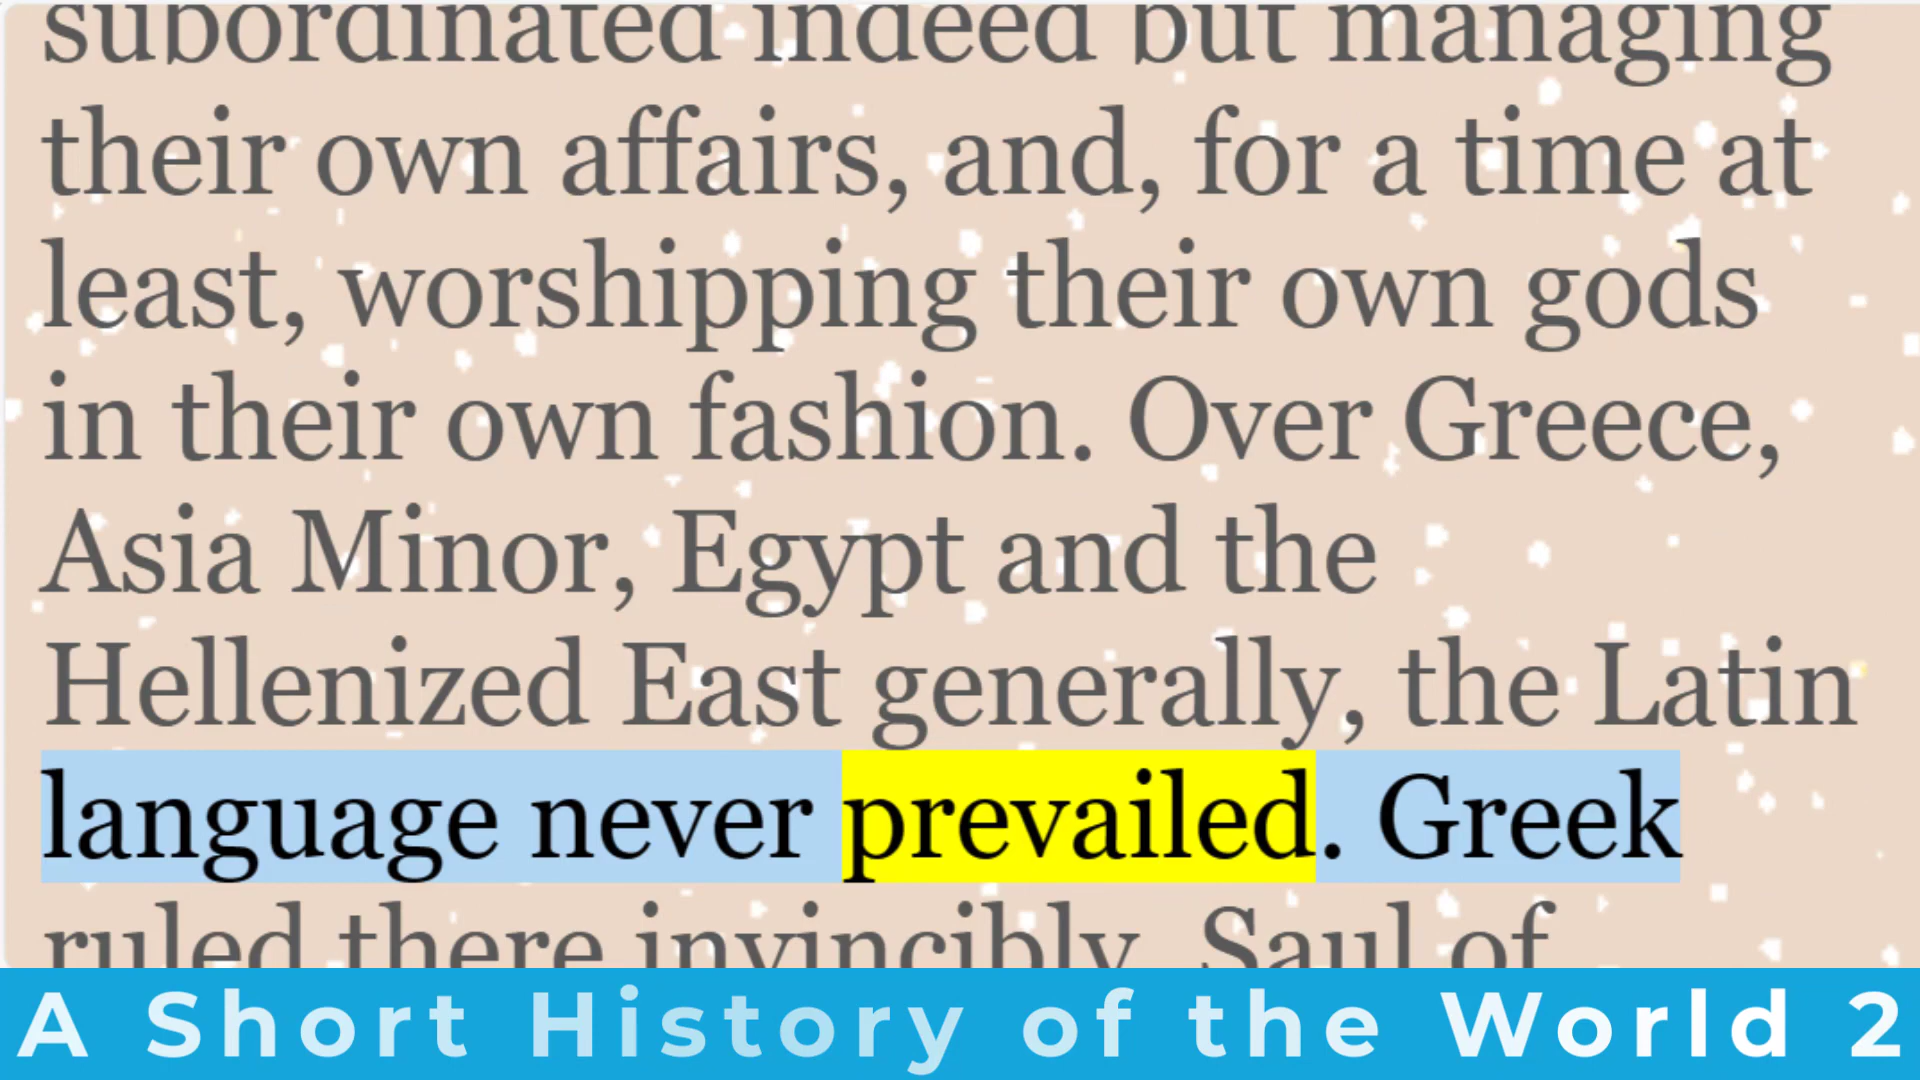 subordinated indeed but managing
their own affairs, and, for a time at
least, worshipping their own gods
in their own fashion. Over Greece,
Asia Minor, Egypt and the
Hellenized East generally, the Latin
language never prevailed. Greek
ruled there invincibly. Saul of
A Short History of the World 2